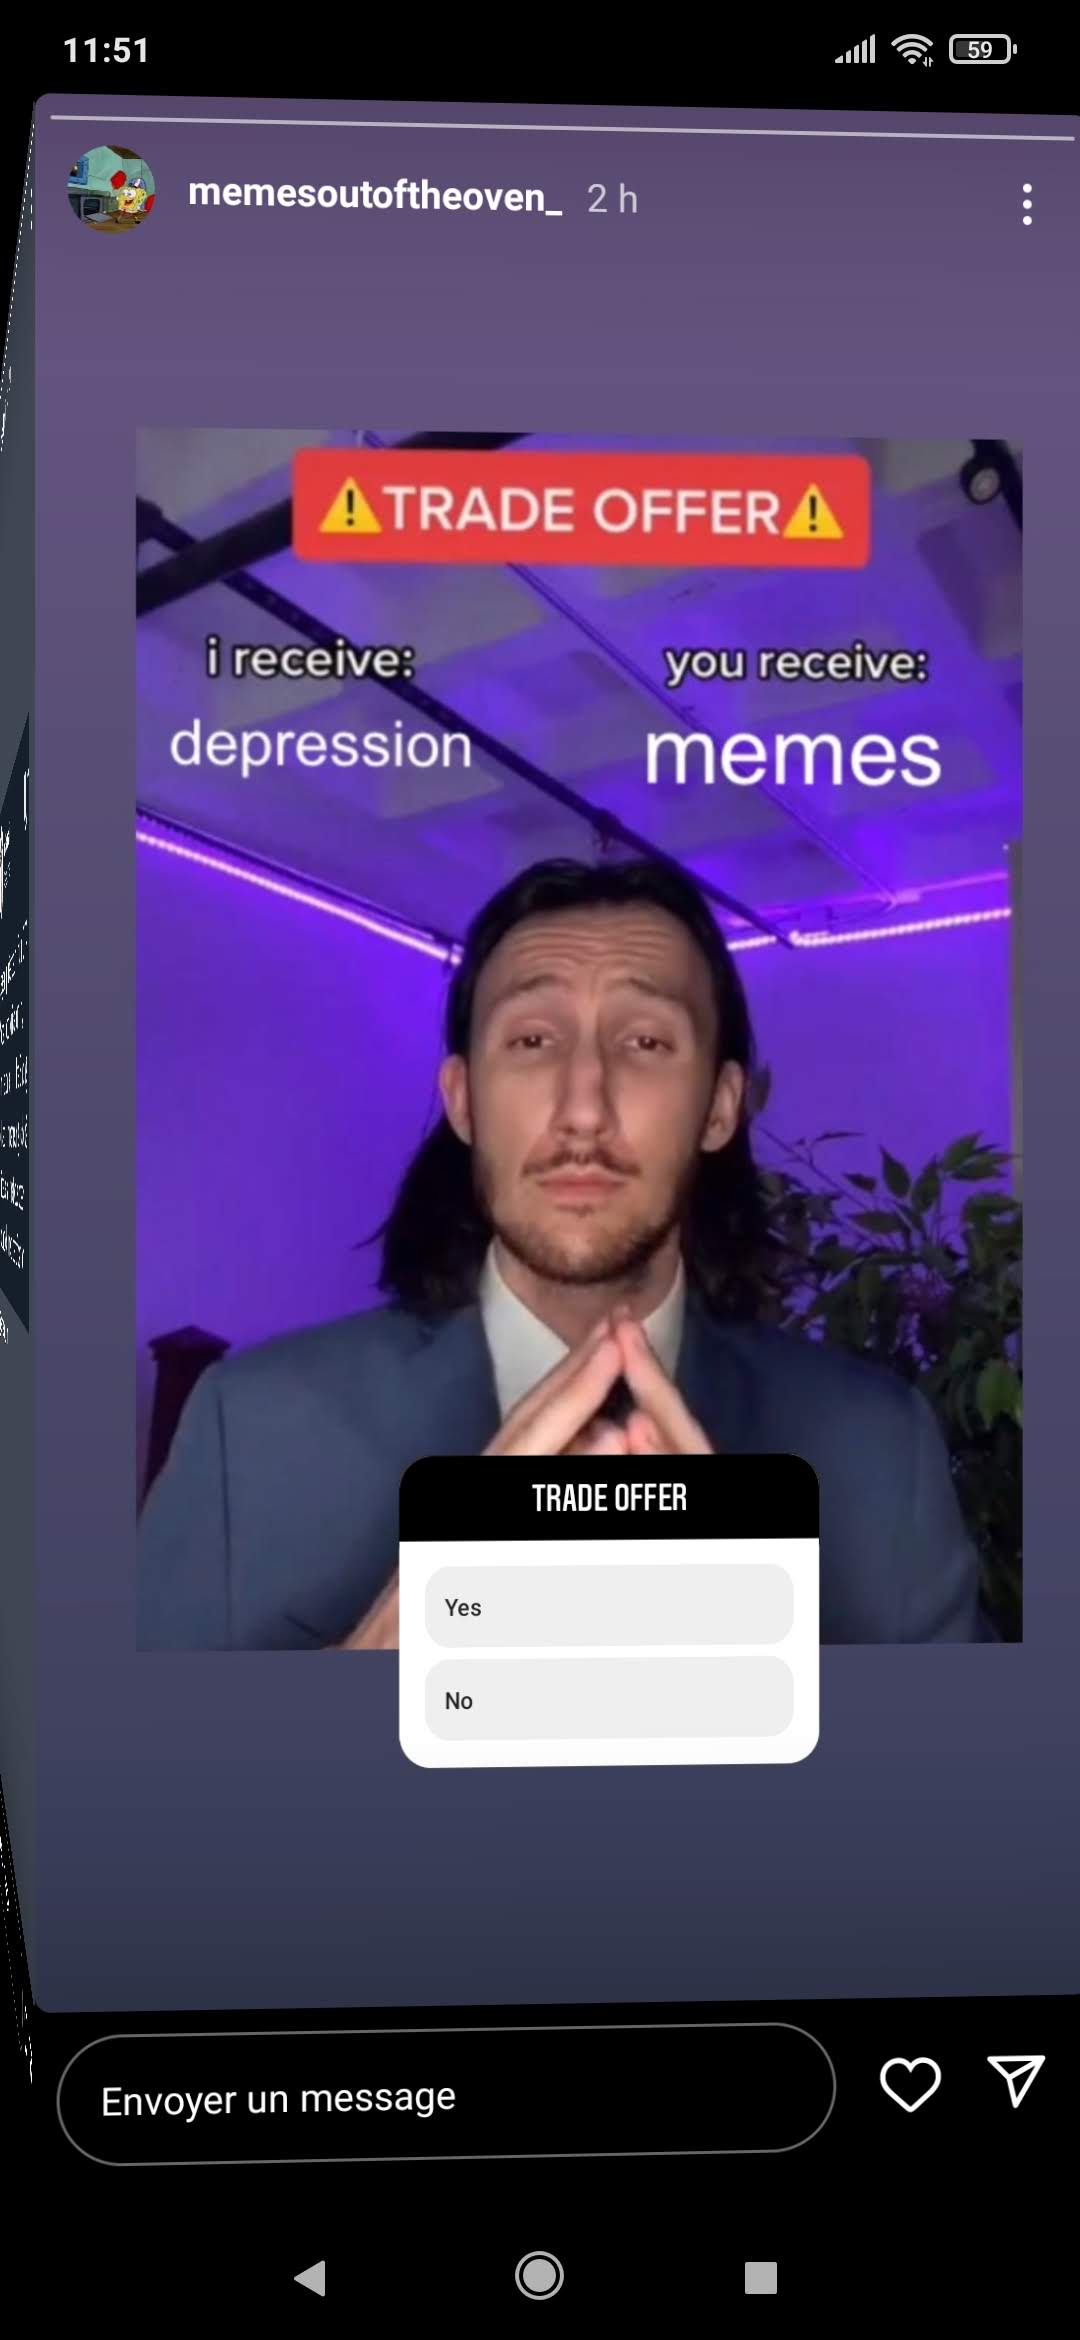 11:51
59
memesoutoftheoven_ 2 h
⚠TRADE OFFER⚠
i receive:
you receive:
depression
memes
TRADE OFFER
Yes
No
Envoyer un message